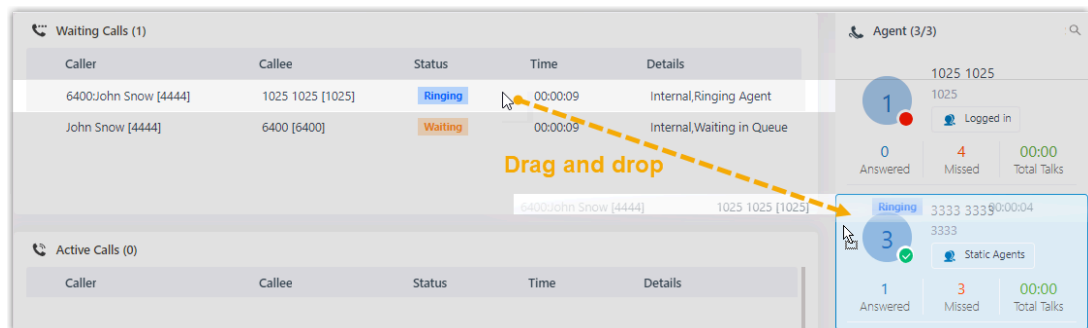 Waiting Calls (1)
Caller Callee Status Time Details
6400:John Snow [4444] 1025 1025 [1025] Ringing 00:00:09 Internal,Ringing Agent
John Snow [4444] 6400 [6400] Waiting 00:00:09 Internal,Waiting in Queue
Drag and drop
6400:John Snow [4444] 1025 1025 [1025] Ringing 00:00:04
Active Calls (0)
Caller Callee Status Time Details
Agent (3/3)
1025 1025
1 1025
Logged in
0 4 00:00
Answered Missed Total Talks
3333 3333
3 3333
Static Agents
1 3 00:00
Answered Missed Total Talks